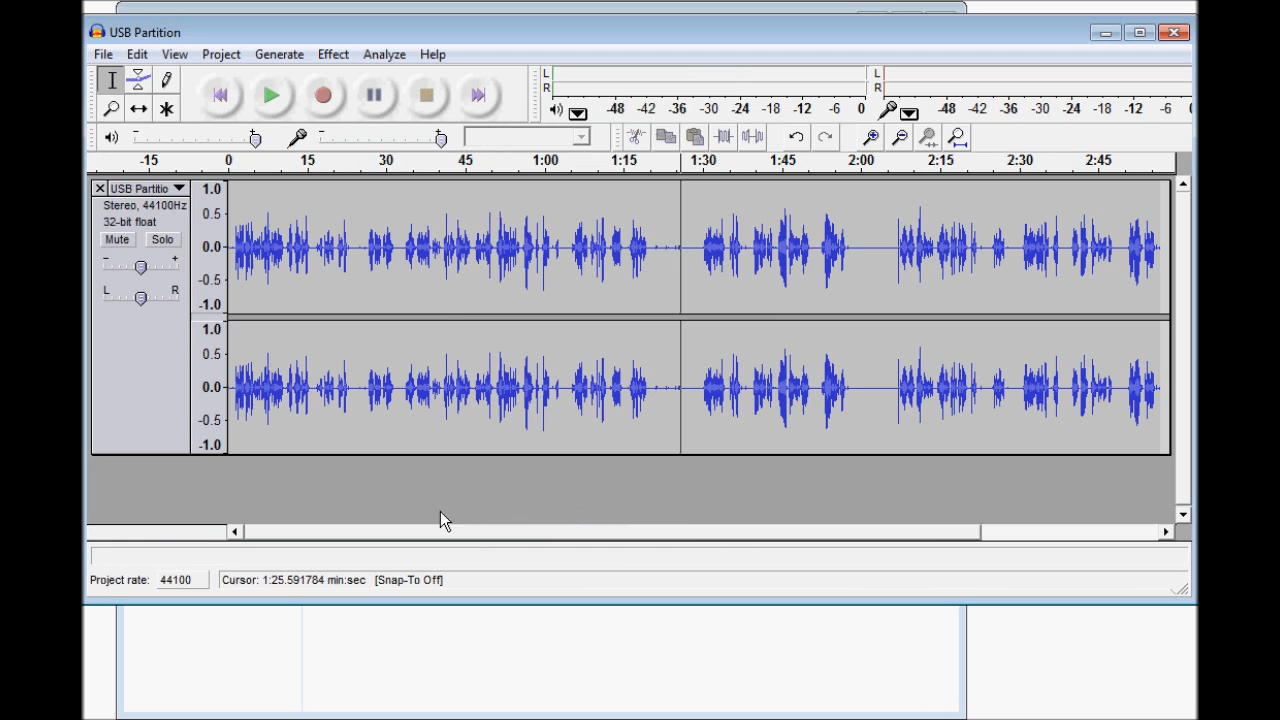 USB Partition
File Edit View Project Generate Effect Analyze Help
L
R
-48 -42 -36 -30 -24 -18 -12 -6 0
L
R
-48 -42 -36 -30 -24 -18 -12 -6
- +
- +
-15 0 15 30 45 1:00 1:15 1:30 1:45 2:00 2:15 2:30 2:45
USB Partitio
Stereo, 44100Hz
32-bit float
Mute Solo
- +
L R
1.0
0.5
0.0
-0.5
-1.0
1.0
0.5
0.0
-0.5
-1.0
Project rate: 44100 Cursor: 1:25.591784 min:sec [Snap-To Off]